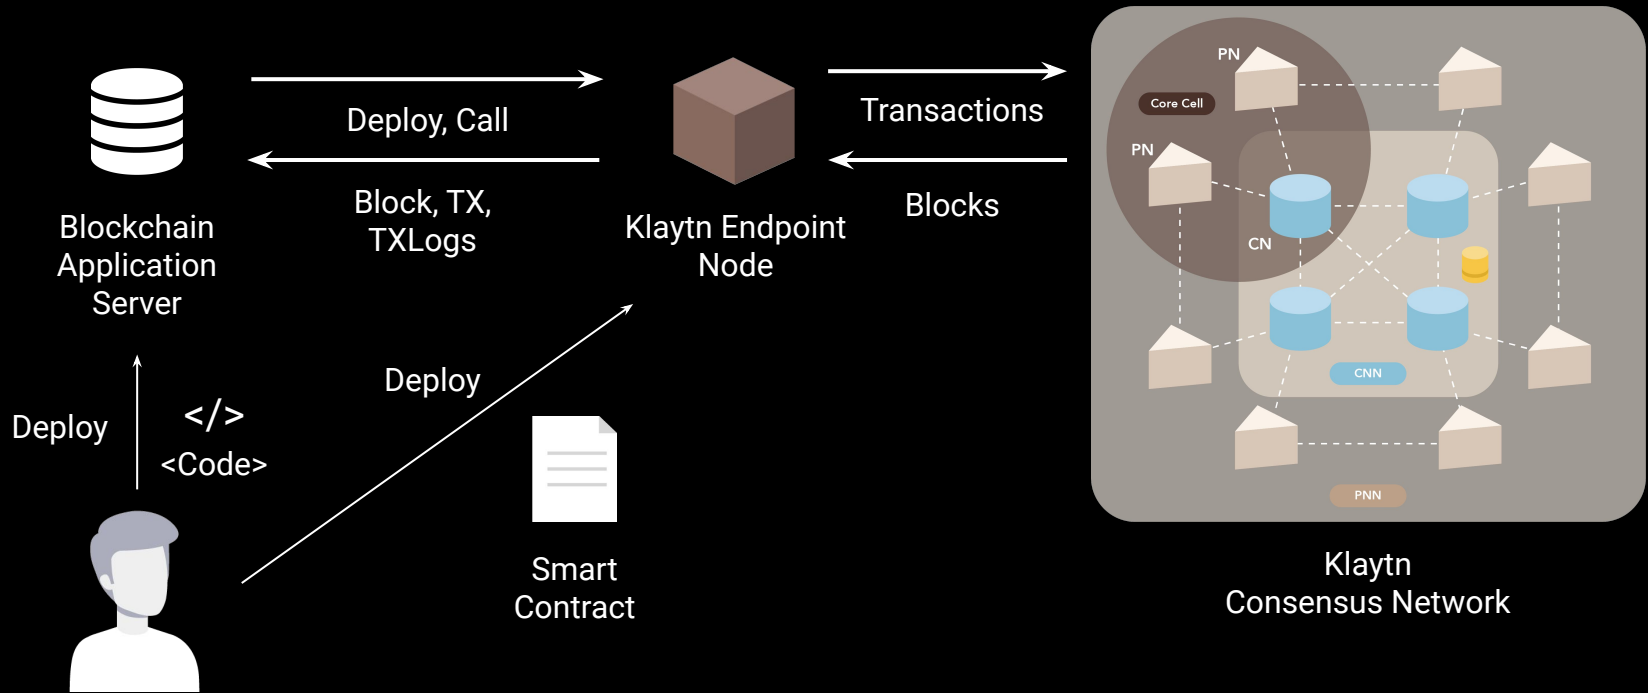 Blockchain
Application
Server
Deploy, Call
Block, TX,
TXLogs
Klaytn Endpoint
Node
Transactions
Blocks
PN
Core Cell
PN
CN
CNN
PNN
Klaytn
Consensus Network
Deploy
</>
<Code>
Deploy
Smart
Contract